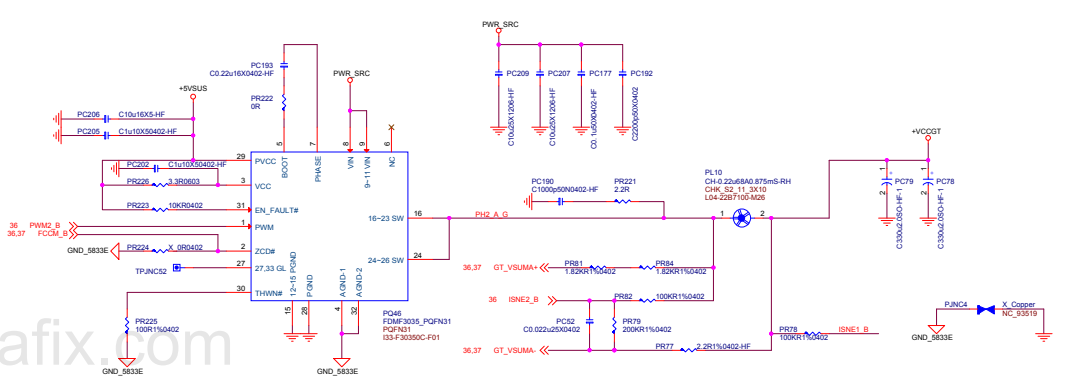 PWR_SRC
PC209
C10u25X1206-HF
PC207
C10u25X1206-HF
PC177
C0.1u50X0402-HF
PC192
C2200p50X0402
PC193
C0.22u16X0402-HF
PR222
0R
PWR_SRC
+5VSUS
PC206
C10u16X5-HF
PC205
C1u10X50402-HF
PC202
C1u10X50402-HF
PR226
3.3R0603
PR223
10KR0402
36
PWM2_B
36,37
FCCM_B
GND_5833E
PR224
X_0R0402
TPJNC52
PR225
100R1%0402
GND_5833E
5
7
8
9
6
BOOT
PHASE
VIN
9~11 VIN
NC
29
PVCC
3
VCC
31
EN_FAULT#
1
PWM
2
ZCD#
27
27,33 GL
30
THWN#
16~23 SW
16
24~26 SW
24
12~15 PGND
PGND
AGND-1
AGND-2
15
28
4
32
PQ46
FDMF3035_PQFN31
PQFN31
I33-F30350C-F01
GND_5833E
PH2_A_G
PC190
C1000p50N0402-HF
PR221
2.2R
PL10
CH-0.22u68A0.875mS-RH
CHK_S2_11_3X10
L04-22B7100-M26
1
2
+VCCGT
1
+
PC79
2
C330u2.0SO-HF-1
1
+
PC78
2
C330u2.0SO-HF-1
36,37
GT_VSUMA+
PR81
1.82KR1%0402
PR84
1.82KR1%0402
36
ISNE2_B
PR82
100KR1%0402
PC52
C0.022u25X0402
PR79
200KR1%0402
36,37
GT_VSUMA-
PR77
2.2R1%0402-HF
PR78
100KR1%0402
ISNE1_B
PJNC4
X_Copper
NC_93519
GND_5833E
afix.com